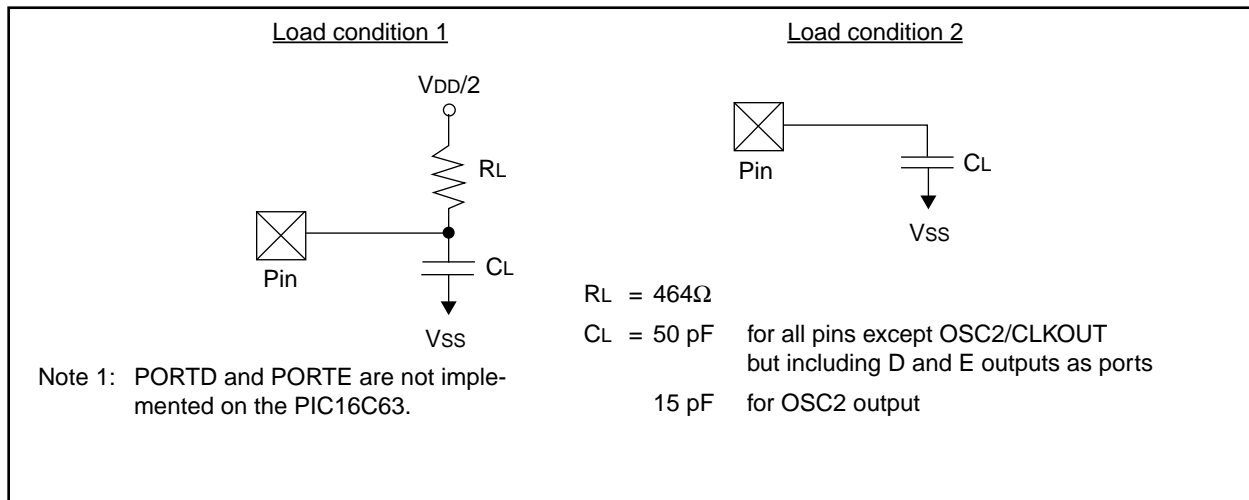 Load condition 1
VDD/2
RL
Pin
CL
VSS
Note 1: PORTD and PORTE are not imple-
mented on the PIC16C63.
Load condition 2
Pin
CL
VSS
RL = 464Ω
CL = 50 pF for all pins except OSC2/CLKOUT
but including D and E outputs as ports
15 pF for OSC2 output